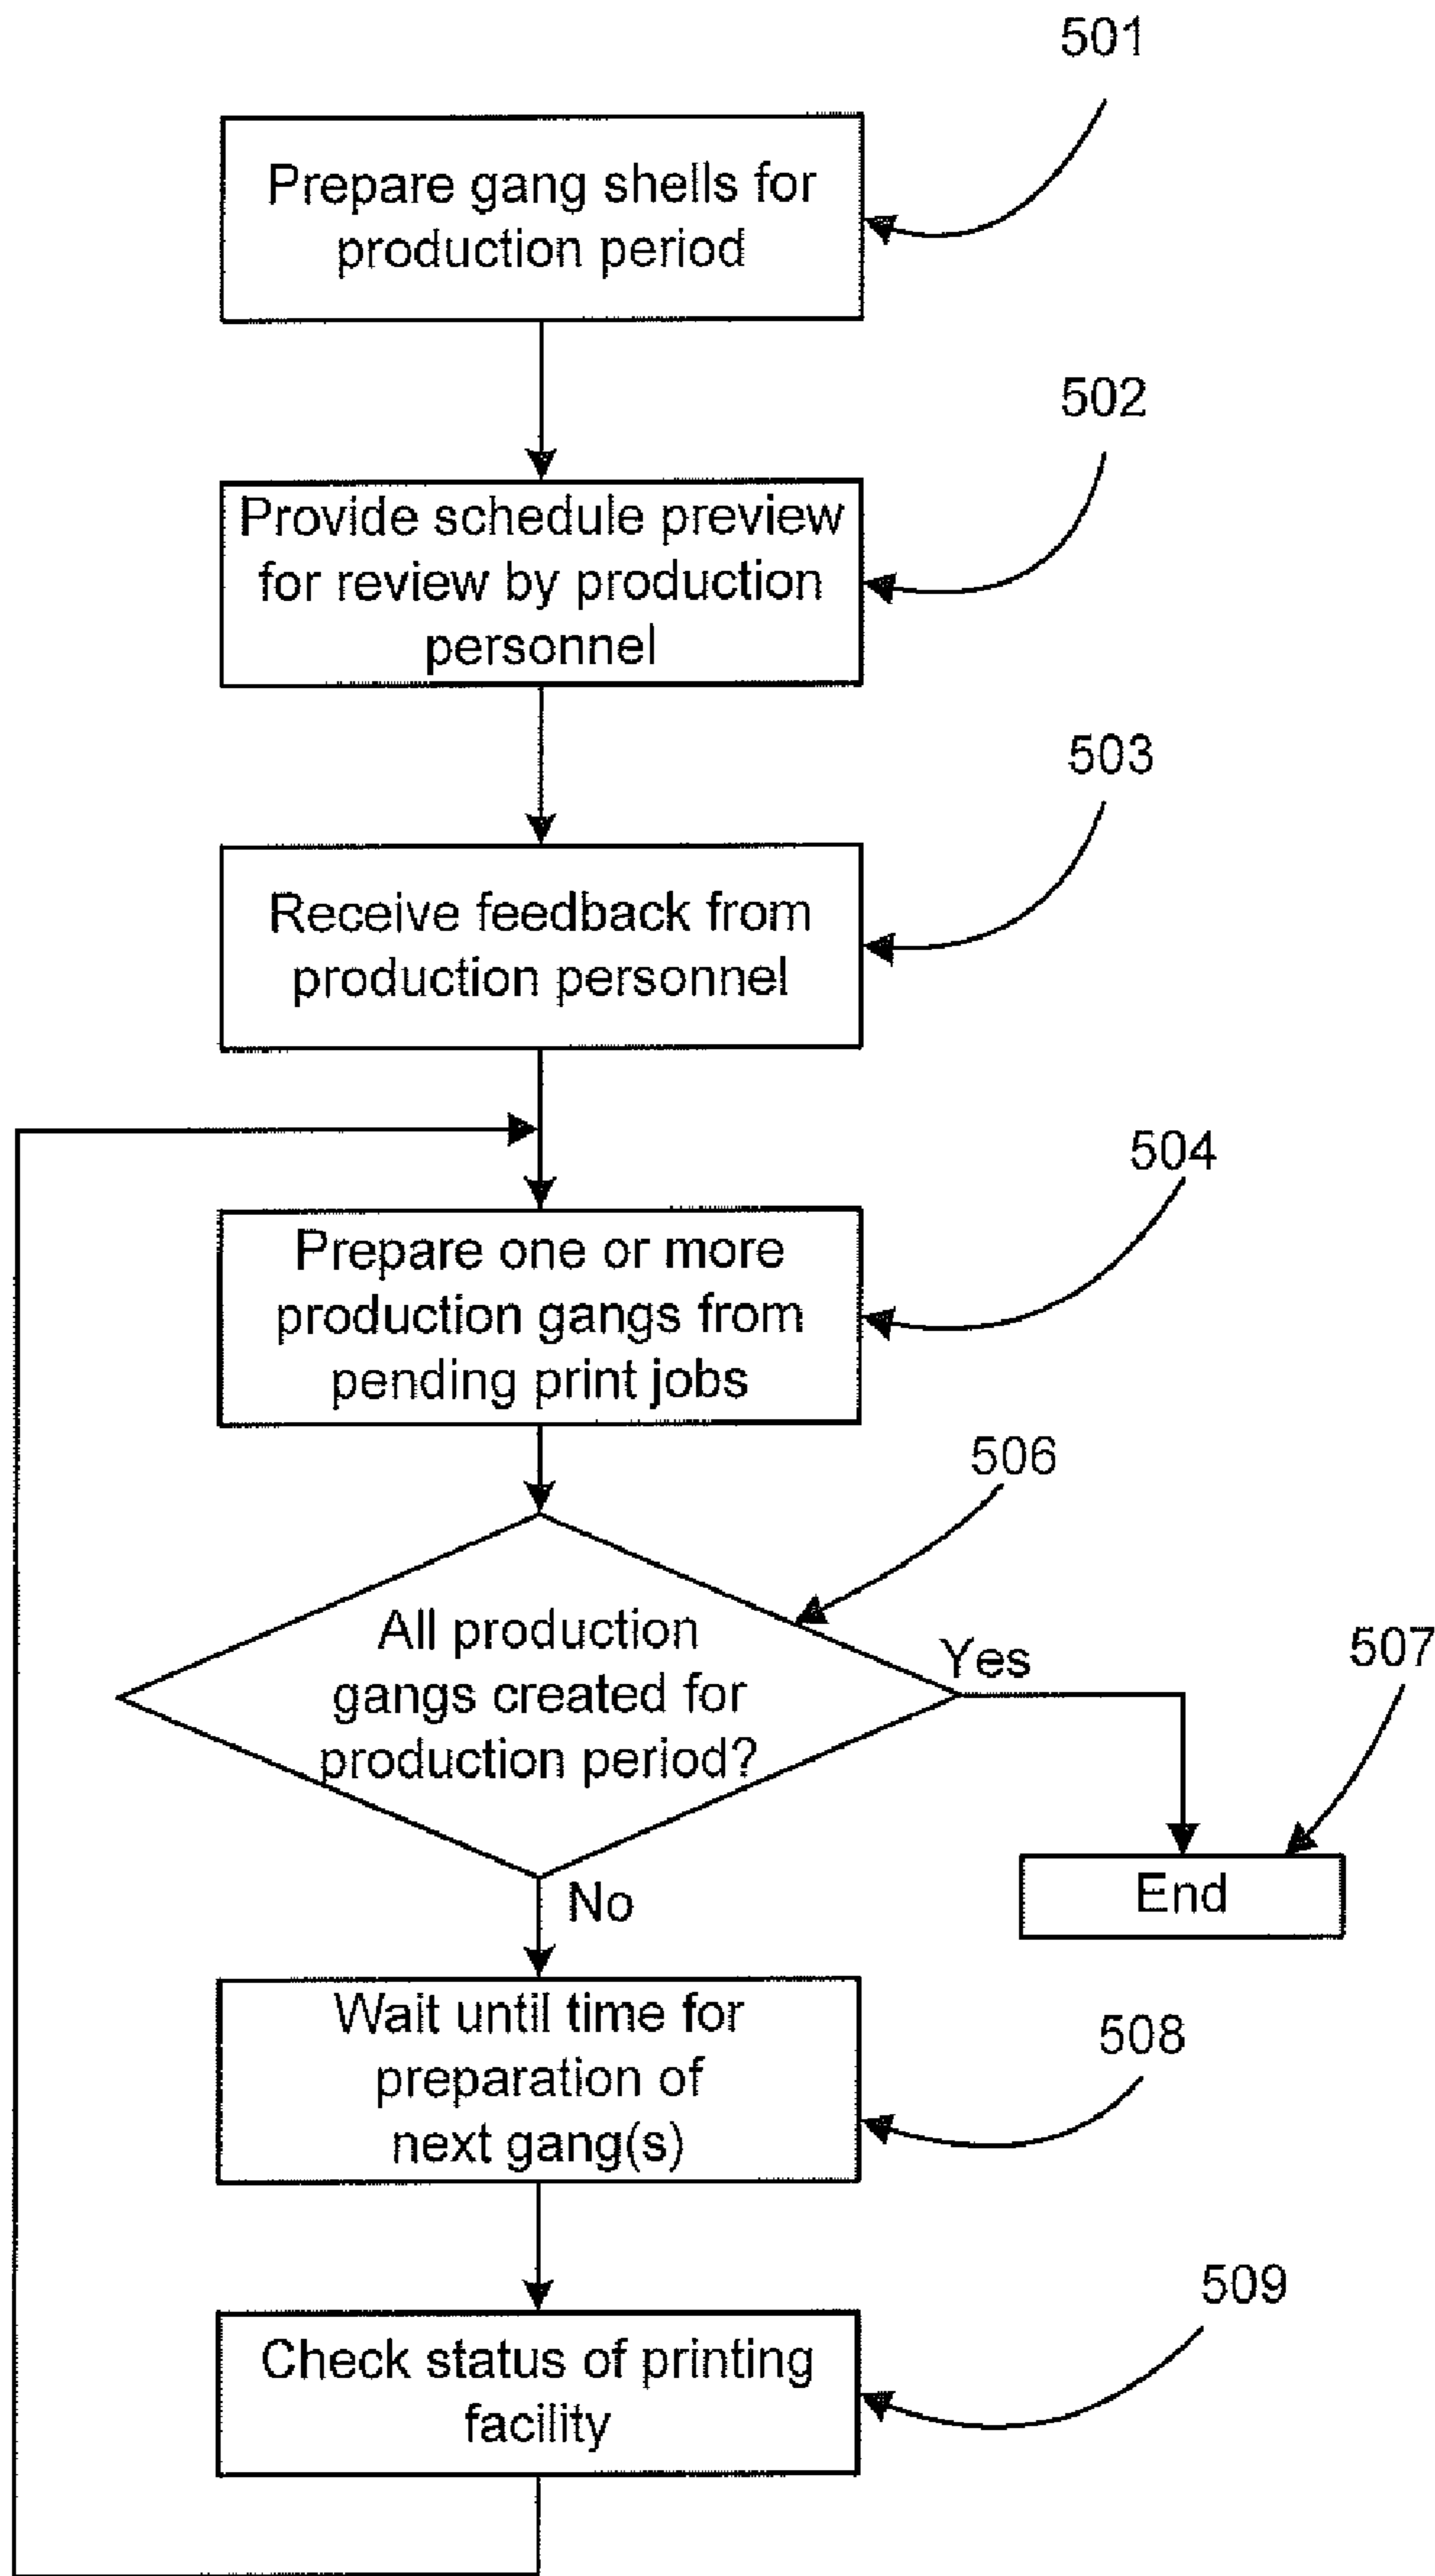 501
Prepare gang shells for
production period
502
Provide schedule preview
for review by production
personnel
503
Receive feedback from
production personnel
504
Prepare one or more
production gangs from
pending print jobs
506
All production
gangs created for
production period?
Yes
507
End
No
Wait until time for
preparation of
next gang(s)
508
509
Check status of printing
facility